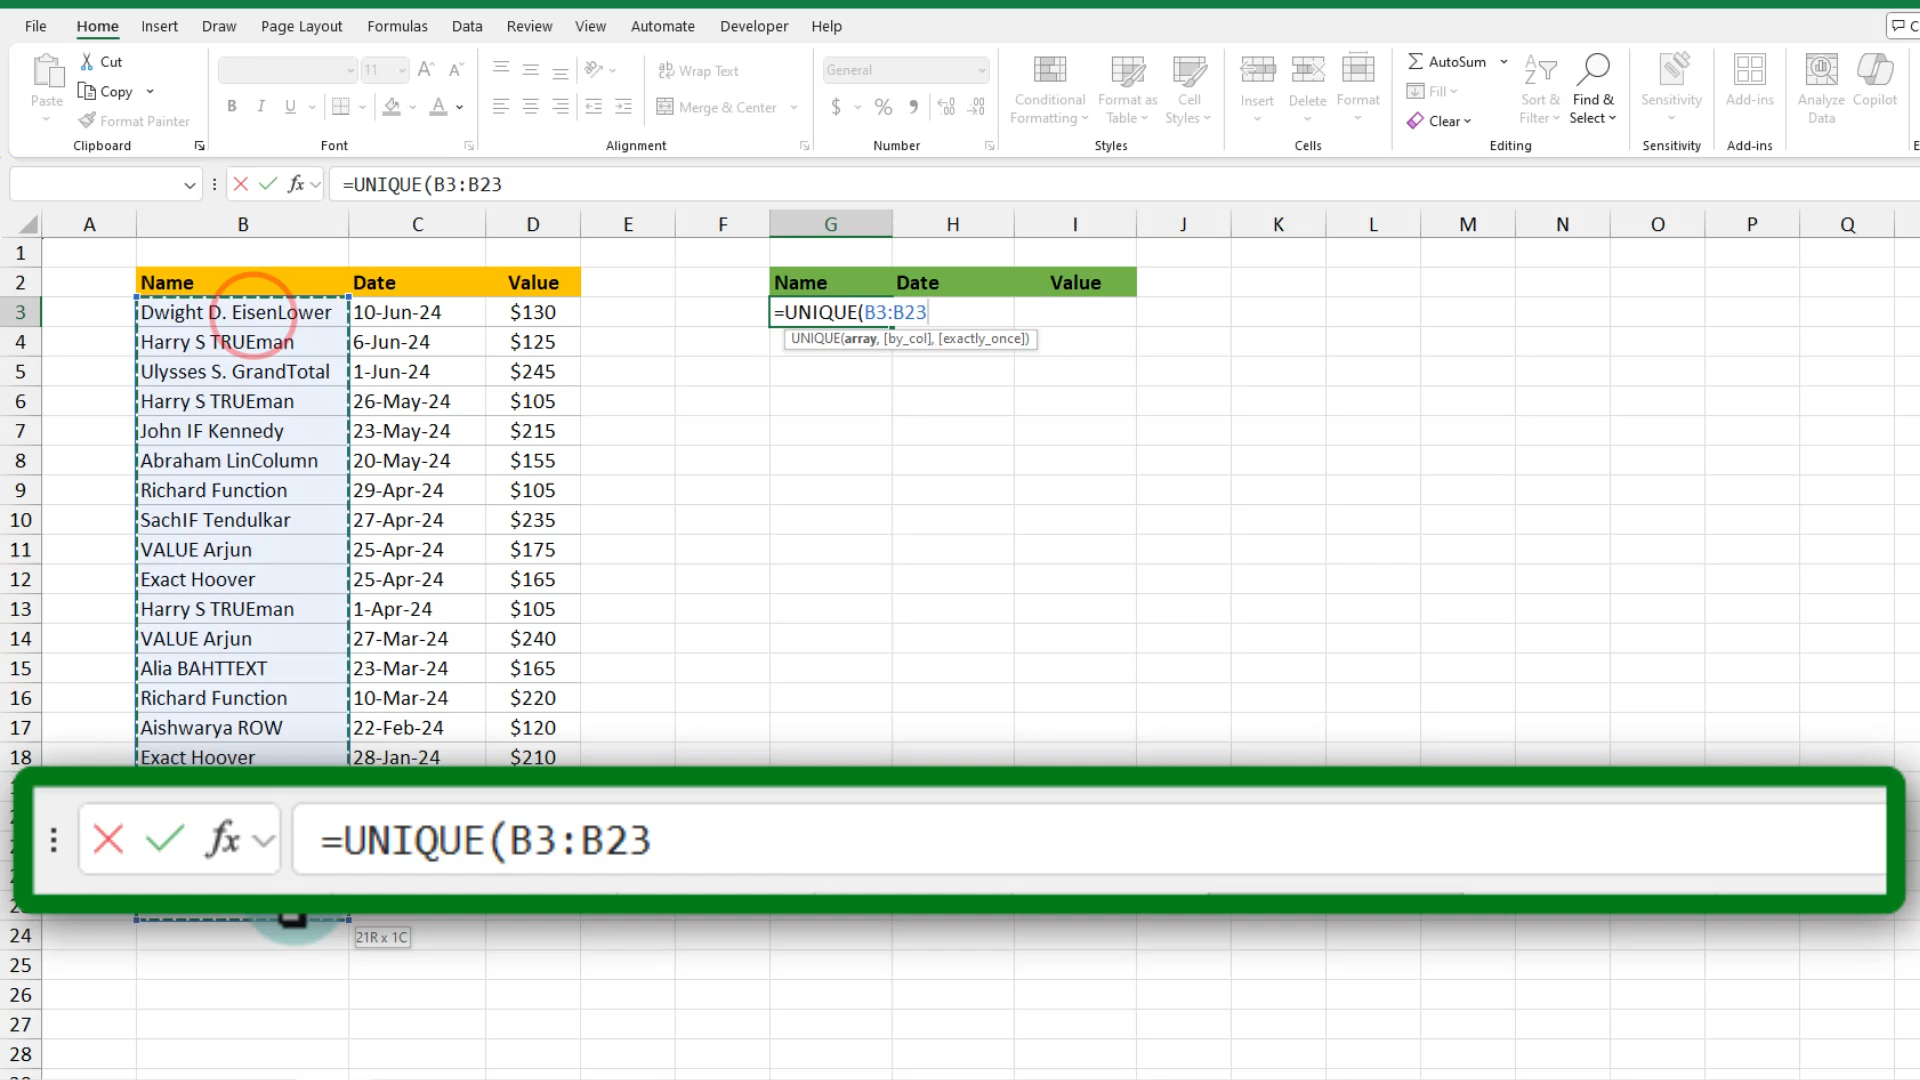 File Home Insert Draw Page Layout Formulas Data Review View Automate Developer Help
Paste Cut Copy Format Painter Clipboard
11 B I U A Font
Wrap Text Merge & Center Alignment
General $ % Number
Conditional Formatting Format as Table Cell Styles Styles
Insert Delete Format Cells
AutoSum Fill Clear Sort & Filter Find & Select Editing
Sensitivity Sensitivity
Add-ins Add-ins
Analyze Data Copilot
fx =UNIQUE(B3:B23
A B C D E F G H I J K L M N O P Q
1
2 Name Date Value Name Date Value
3 Dwight D. EisenLower 10-Jun-24 $130 =UNIQUE(B3:B23
UNIQUE(array, [by_col], [exactly_once])
4 Harry S TRUEman 6-Jun-24 $125
5 Ulysses S. GrandTotal 1-Jun-24 $245
6 Harry S TRUEman 26-May-24 $105
7 John IF Kennedy 23-May-24 $215
8 Abraham LinColumn 20-May-24 $155
9 Richard Function 29-Apr-24 $105
10 SachIF Tendulkar 27-Apr-24 $235
11 VALUE Arjun 25-Apr-24 $175
12 Exact Hoover 25-Apr-24 $165
13 Harry S TRUEman 1-Apr-24 $105
14 VALUE Arjun 27-Mar-24 $240
15 Alia BAHTTEXT 23-Mar-24 $165
16 Richard Function 10-Mar-24 $220
17 Aishwarya ROW 22-Feb-24 $120
18 Exact Hoover 28-Jan-24 $210
fx =UNIQUE(B3:B23
24 21R x 1C
25
26
27
28